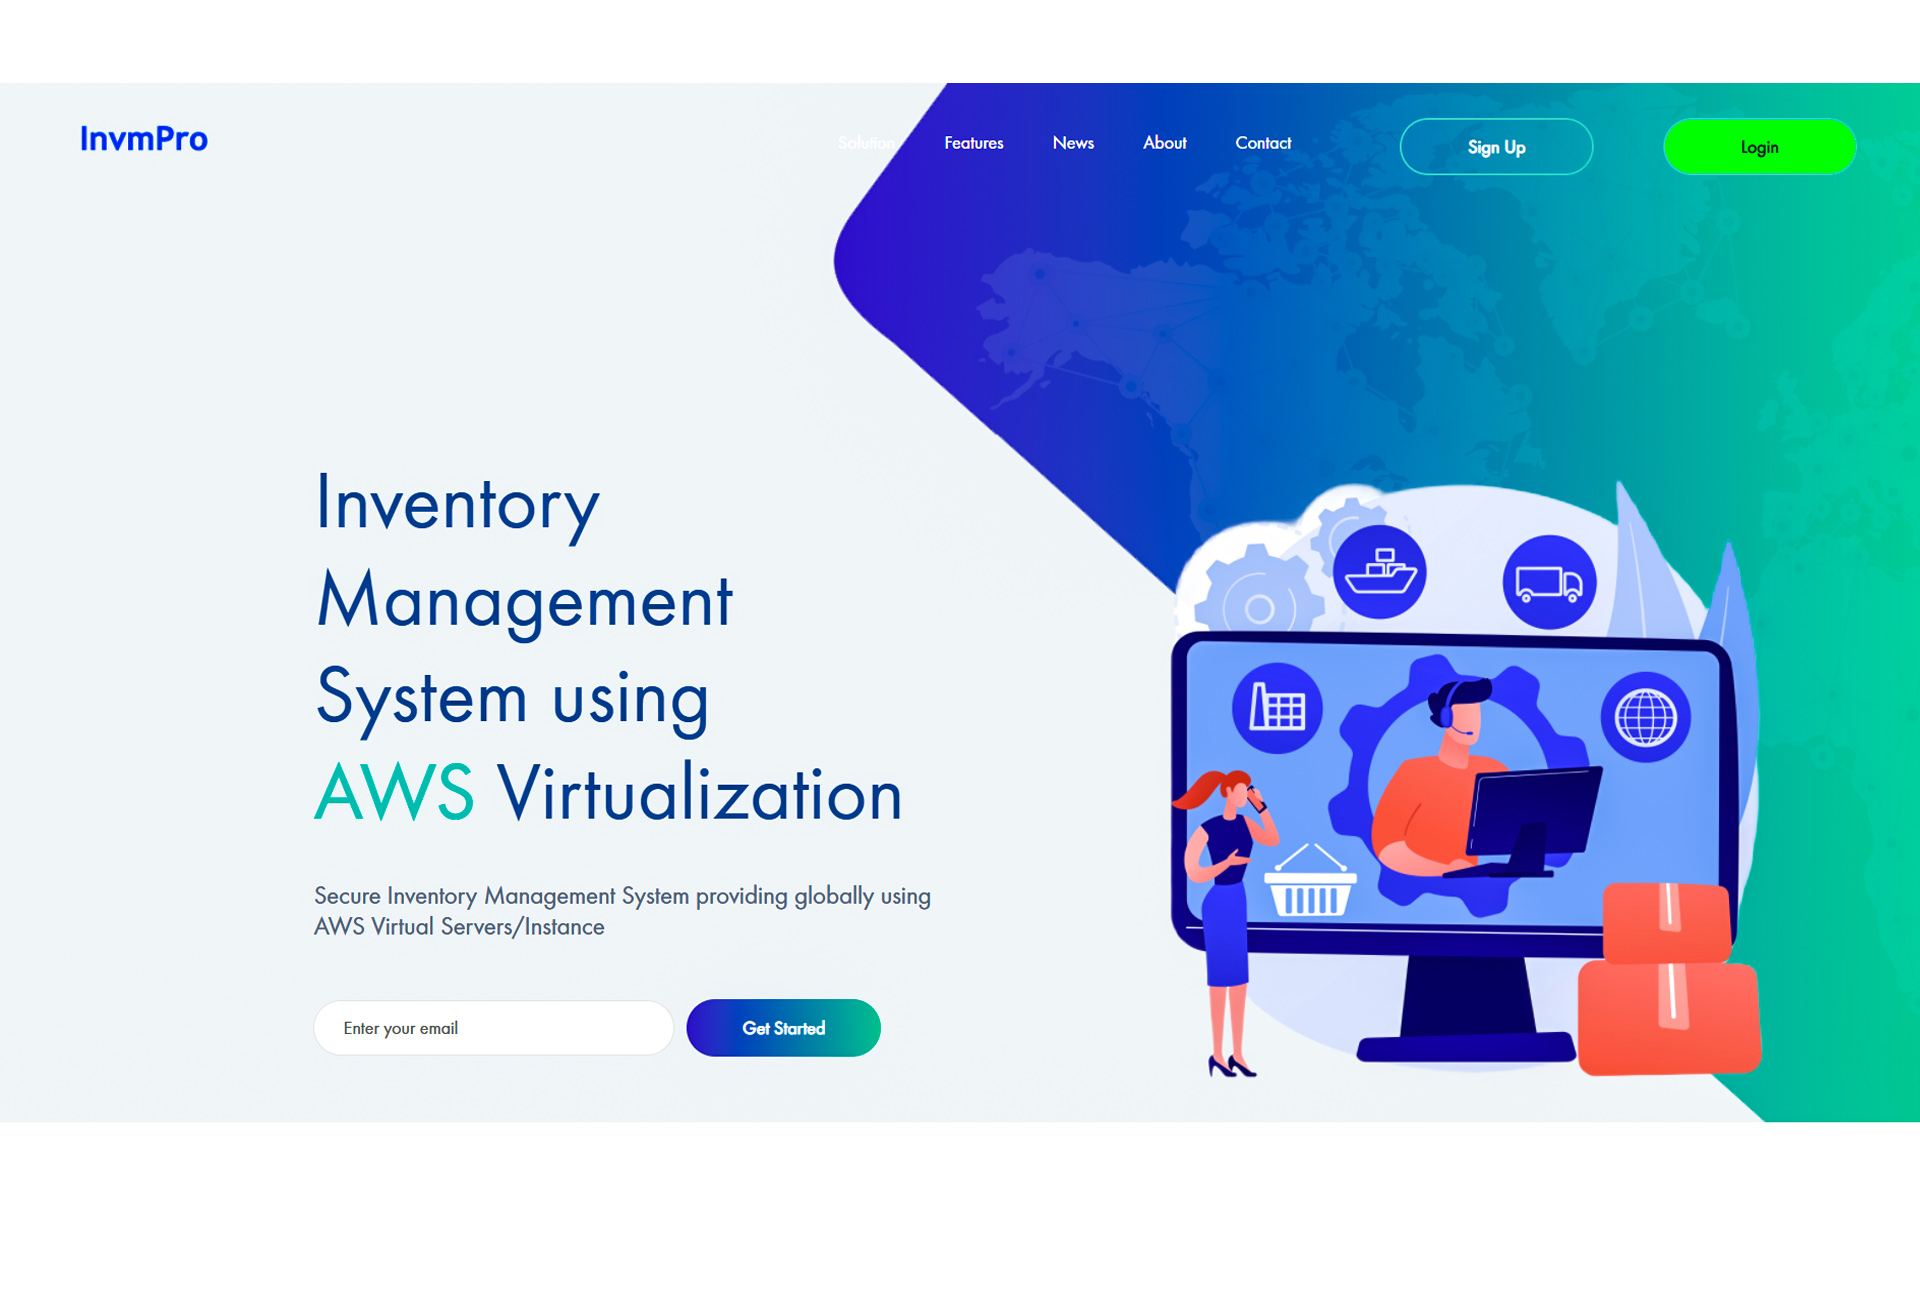 InvmPro
Solution Features News About Contact Sign Up Login
Inventory
Management
System using
AWS Virtualization
Secure Inventory Management System providing globally using
AWS Virtual Servers/Instance
Enter your email Get Started